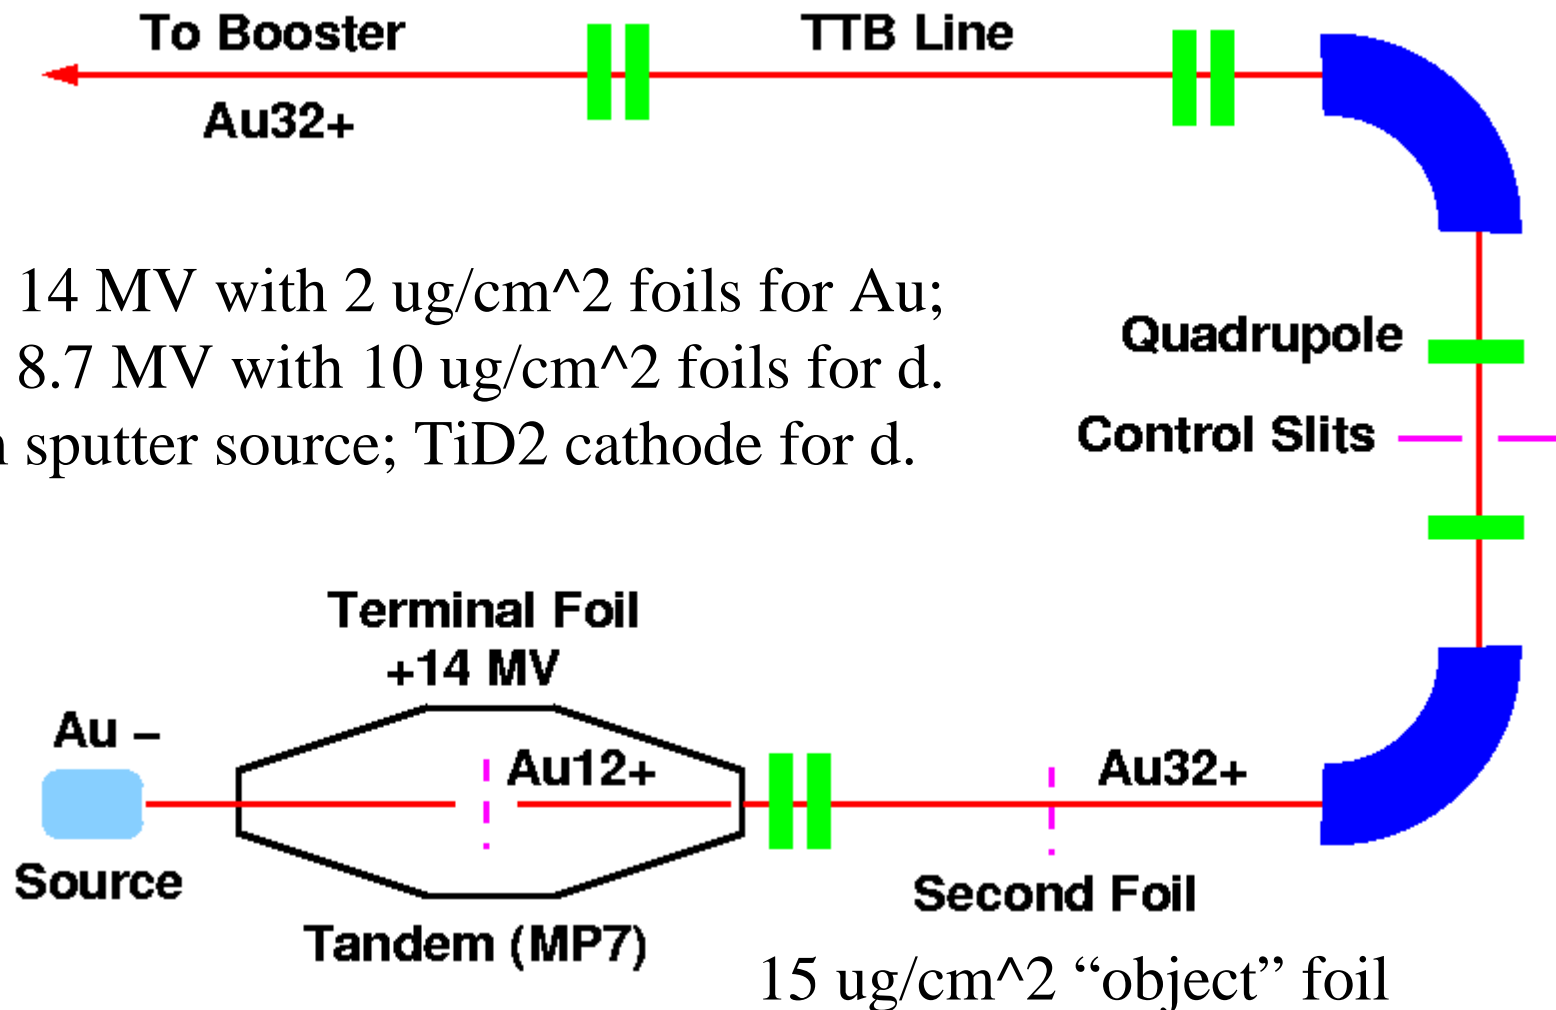 To Booster
TTB Line
Au32+
14 MV with 2 ug/cm^2 foils for Au;
8.7 MV with 10 ug/cm^2 foils for d.
sputter source; TiD2 cathode for d.
Quadrupole
Control Slits
Terminal Foil
+14 MV
Au –
Au12+
Au32+
Source
Second Foil
Tandem (MP7)
15 ug/cm^2 “object” foil